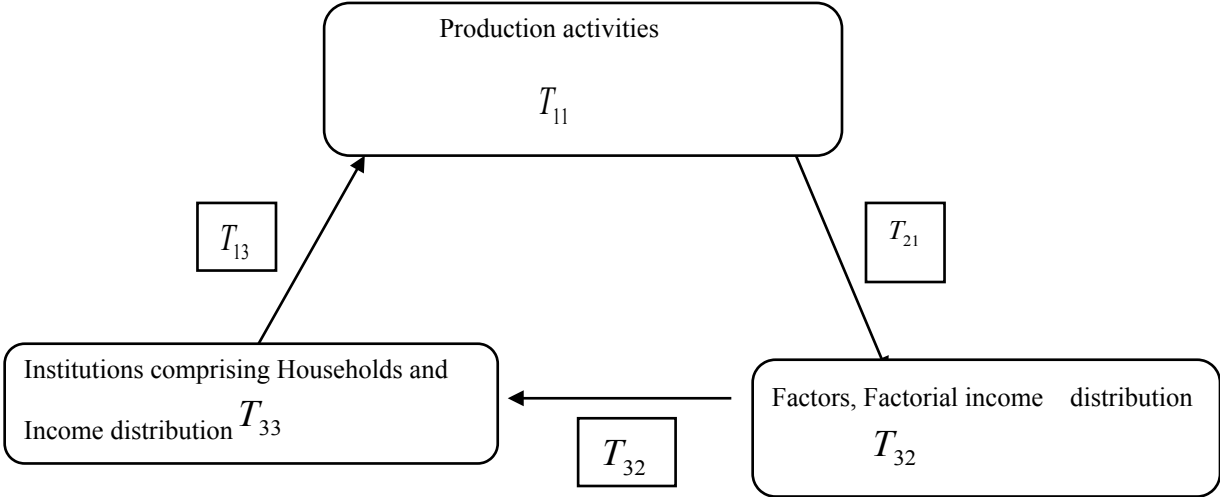 Production activities
T₁₁
T₁₃
T₂₁
Institutions comprising Households and
Income distribution T₃₃
Factors, Factorial income distribution
T₃₂
T₃₂